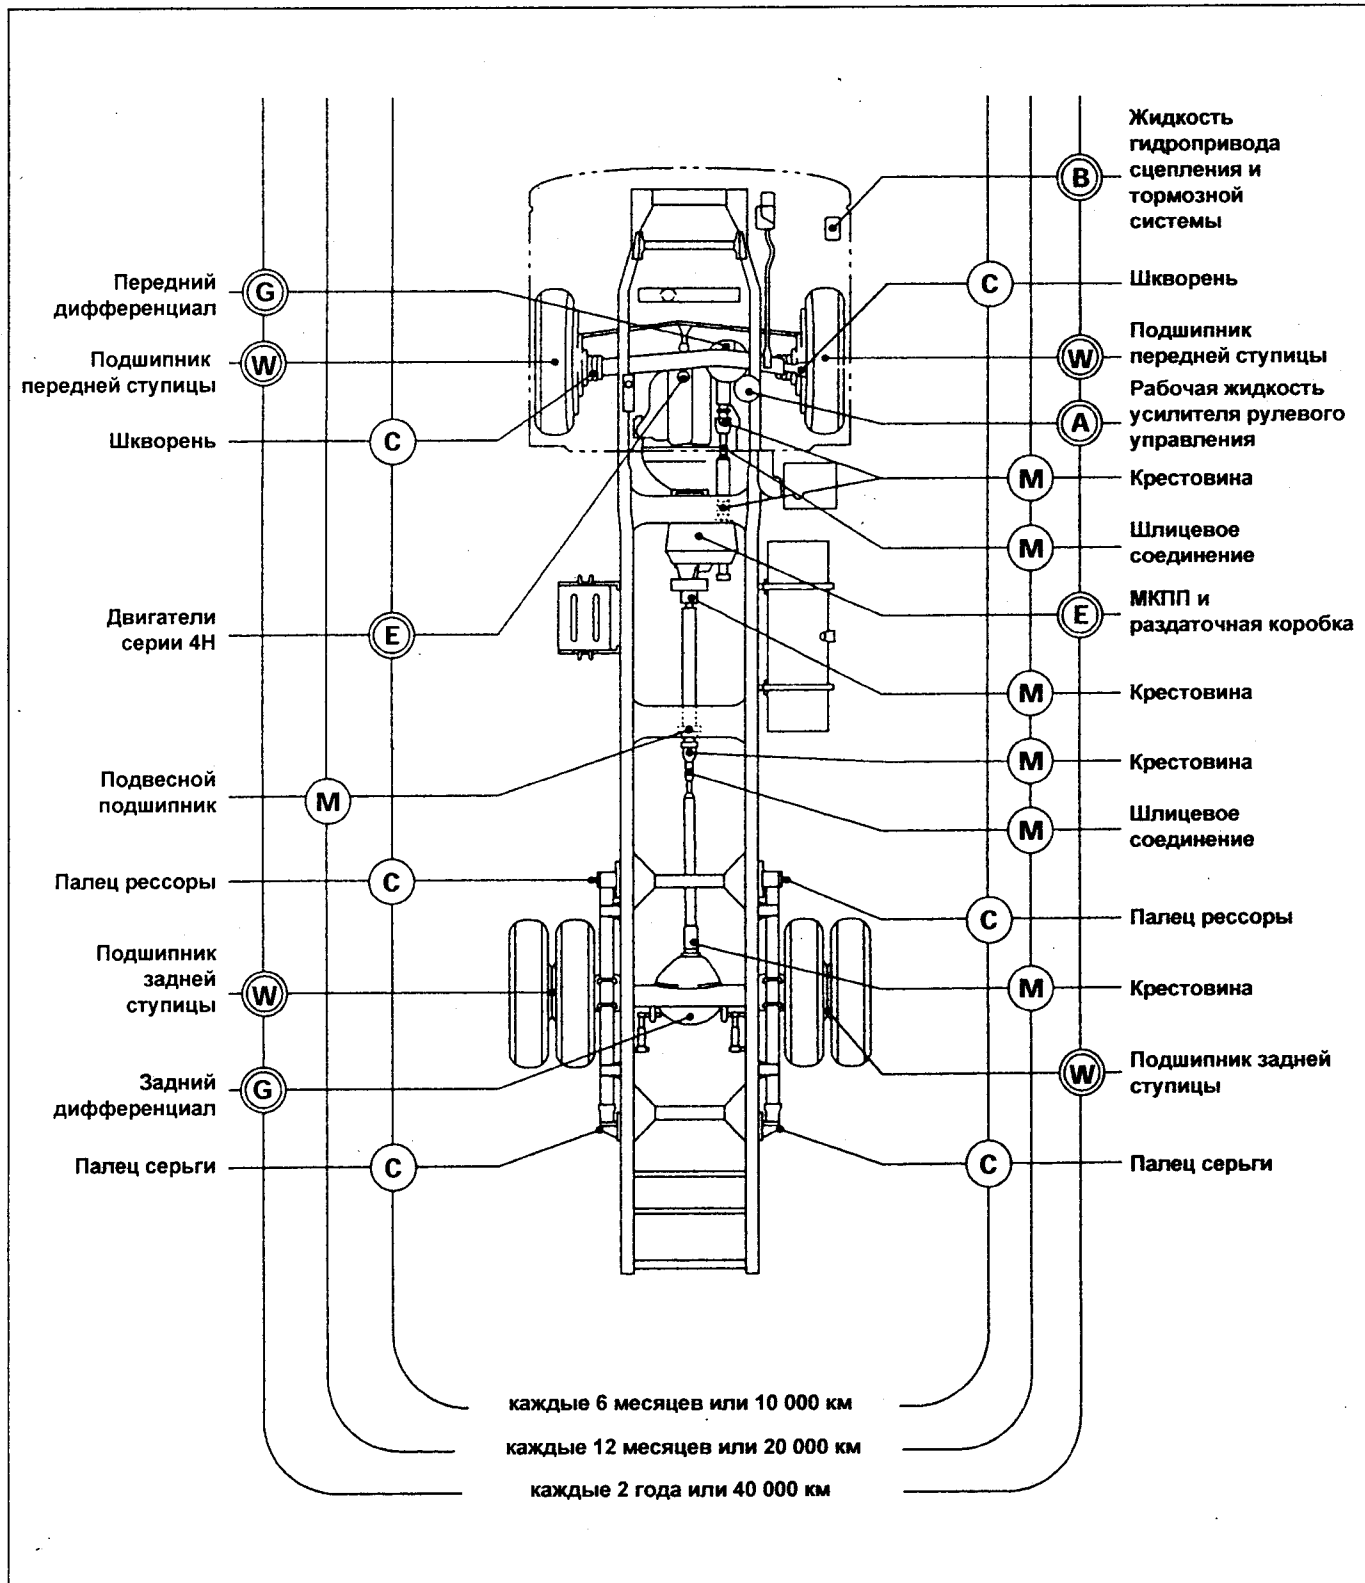 Передний
дифференциал
G
Подшипник
передней ступицы
W
Шкворень
C
Двигатели
серии 4Н
E
Подвесной
подшипник
M
Палец рессоры
C
Подшипник
задней
ступицы
W
Задний
дифференциал
G
Палец серьги
C
B
Жидкость
гидропривода
сцепления и
тормозной
системы
C
Шкворень
W
Подшипник
передней ступицы
A
Рабочая жидкость
усилителя рулевого
управления
M
Крестовина
M
Шлицевое
соединение
E
МКПП и
раздаточная коробка
M
Крестовина
M
Крестовина
M
Шлицевое
соединение
C
Палец рессоры
M
Крестовина
W
Подшипник задней
ступицы
C
Палец серьги
каждые 6 месяцев или 10 000 км
каждые 12 месяцев или 20 000 км
каждые 2 года или 40 000 км